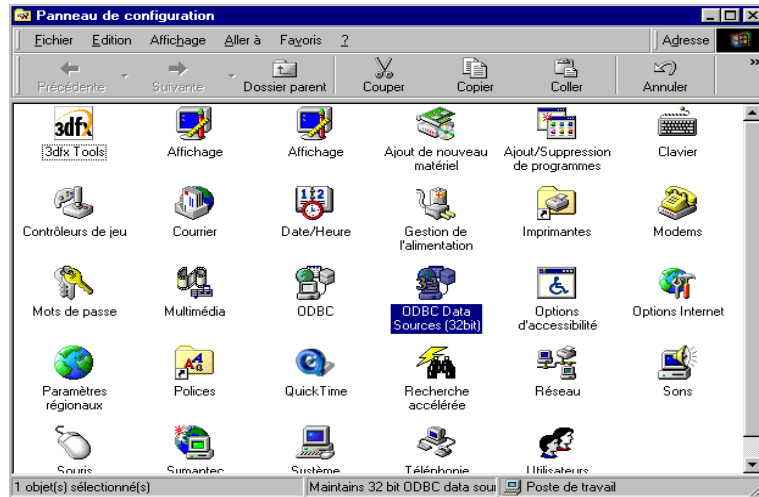 Panneau de configuration
Fichier Edition Affichage Aller à Favoris ? Adresse
Précédente Suivante Dossier parent Couper Copier Coller Annuler »
3dfx
3dfx Tools Affichage Affichage Ajout de nouveau matériel Ajout/Suppression de programmes Clavier
Contrôleurs de jeu Courrier Date/Heure Gestion de l'alimentation Imprimantes Modems
Mots de passe Multimédia ODBC ODBC Data Sources (32bit) Options d'accessibilité Options Internet
Paramètres régionaux Polices QuickTime Recherche accélérée Réseau Sons
Souris Symantec Système Téléphonie Utilisateurs
1 objet(s) sélectionné(s) Maintains 32 bit ODBC data sour Poste de travail